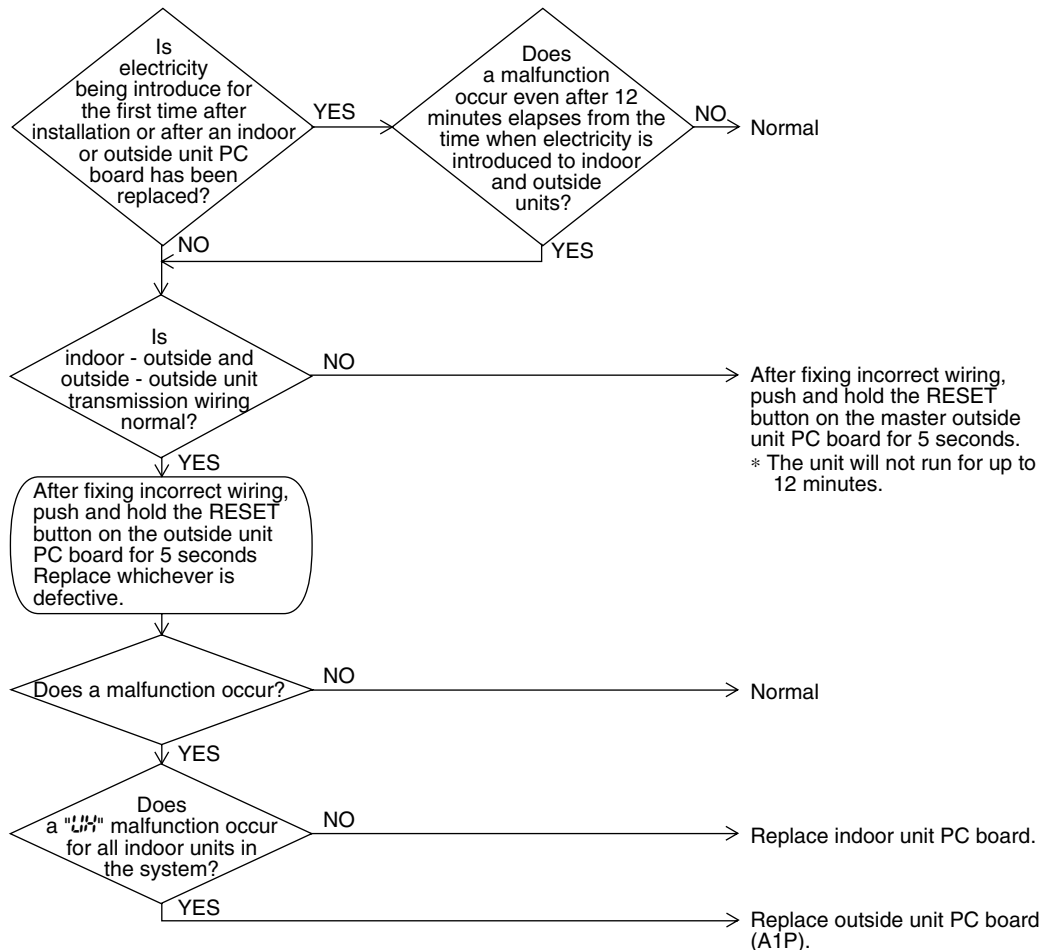 Is
electricity
being introduce for
the first time after
installation or after an indoor
or outside unit PC
board has been
replaced?
YES
Does
a malfunction
occur even after 12
minutes elapses from the
time when electricity is
introduced to indoor
and outside
units?
NO
Normal
NO
YES
Is
indoor - outside and
outside - outside unit
transmission wiring
normal?
NO
After fixing incorrect wiring,
push and hold the RESET
button on the master outside
unit PC board for 5 seconds.
* The unit will not run for up to
12 minutes.
YES
After fixing incorrect wiring,
push and hold the RESET
button on the outside unit
PC board for 5 seconds
Replace whichever is
defective.
Does a malfunction occur?
NO
Normal
YES
Does
a "UH" malfunction occur
for all indoor units in
the system?
NO
Replace indoor unit PC board.
YES
Replace outside unit PC board
(A1P).